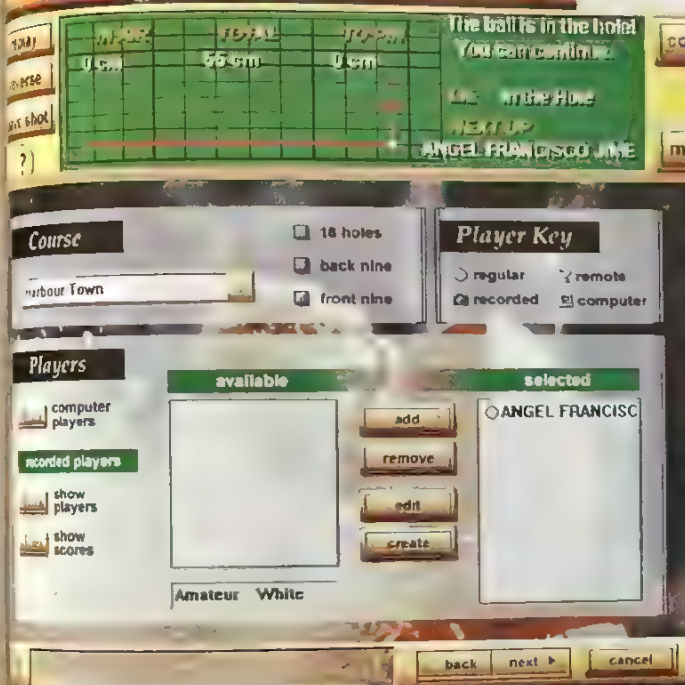 The ball is in the hole!
You can continue
TOTAL
0 cm 55 cm 0 cm
in the Hole
NEXT UP
ANGEL FRANCISCO
?)
Course
18 holes
back nine
front nine
Harbour Town
Player Key
regular remote
recorded computer
Players
available
selected
computer
players
recorded players
show
players
show
scores
add
remove
edit
create
ANGEL FRANCISC
Amateur White
back next
cancel